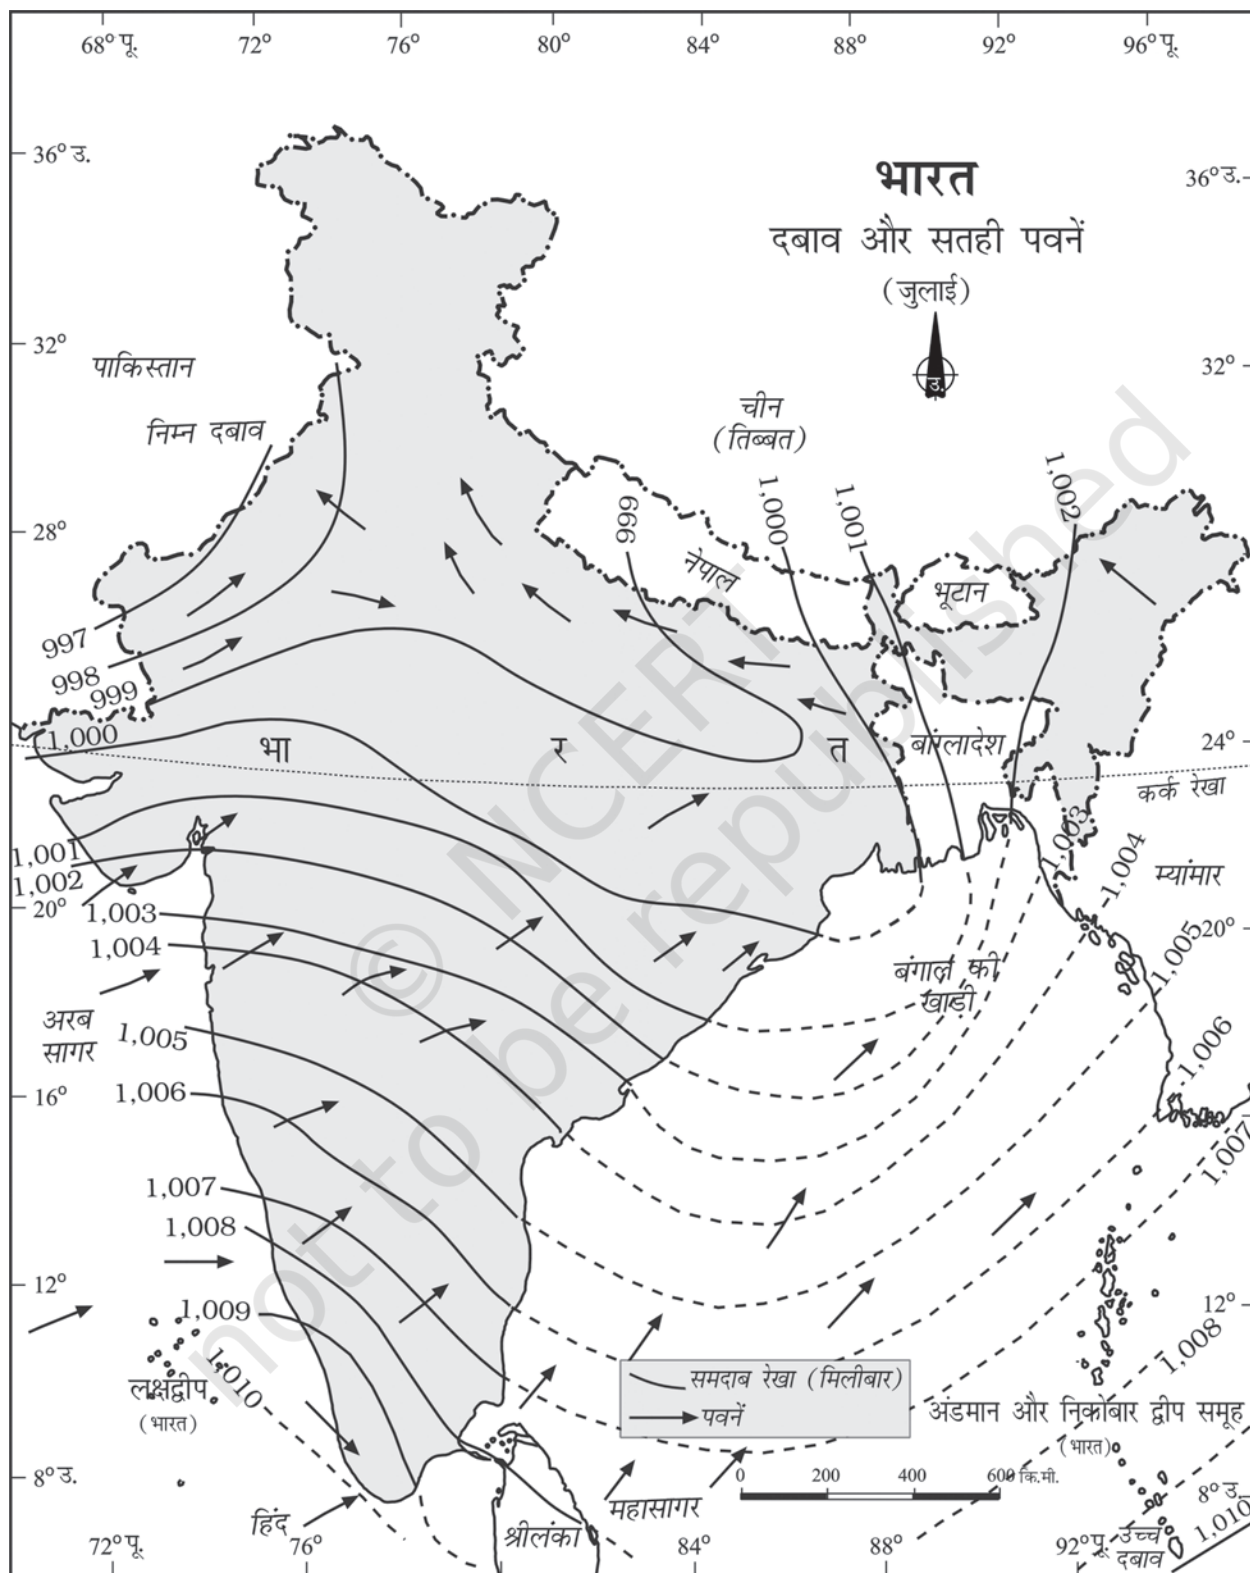 68° पू.
72°
76°
80°
84°
88°
92°
96° पू.
36° उ.
36° उ.
भारत
दबाव और सतही पवनें
(जुलाई)
उ.
32°
32°
पाकिस्तान
निम्न दबाव
चीन
(तिब्बत)
1,000
1,001
1,002
999
28°
28°
नेपाल
भूटान
997
998
999
1,000
भा
र
त
बांग्लादेश
24°
कर्क रेखा
1,001
1,002
20°
1,003
1,004
म्यांमार
20°
1,003
1,004
1,005
बंगाल की
खाड़ी
अरब
सागर
1,005
1,006
16°
1,006
1,007
1,007
1,008
12°
12°
1,009
1,008
1,010
लक्षद्वीप
(भारत)
समदाब रेखा (मिलीबार)
पवनें
अंडमान और निकोबार द्वीप समूह
(भारत)
0 200 400 600 कि.मी.
8° उ.
8° उ.
1,010
हिंद
महासागर
श्रीलंका
उच्च
दबाव
72° पू.
76°
84°
88°
92° पू.
© NCERT
not to be republished